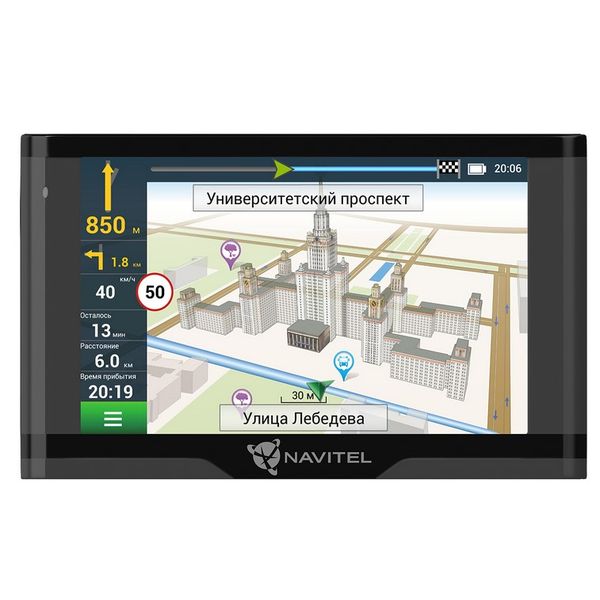 20:06
Университетский проспект
850 м
1.8 км
км/ч
40
50
Осталось
13 мин
Расстояние
6.0 км
Время прибытия
20:19
30 м
Улица Лебедева
NAVITEL